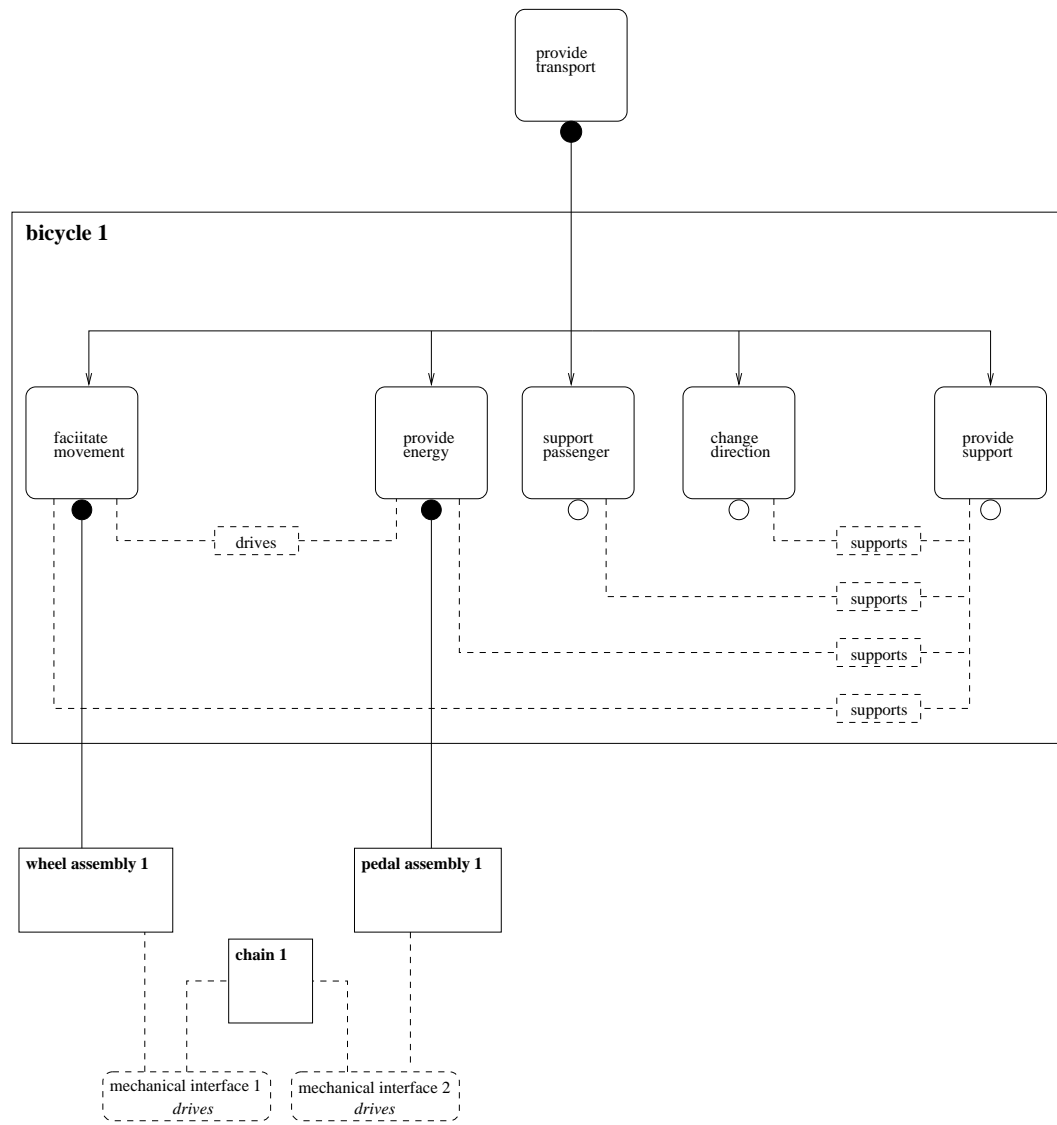 provide
transport
bicycle 1
faciitate
movement
provide
energy
support
passenger
change
direction
provide
support
drives
supports
supports
supports
supports
wheel assembly 1
pedal assembly 1
chain 1
mechanical interface 1
drives
mechanical interface 2
drives